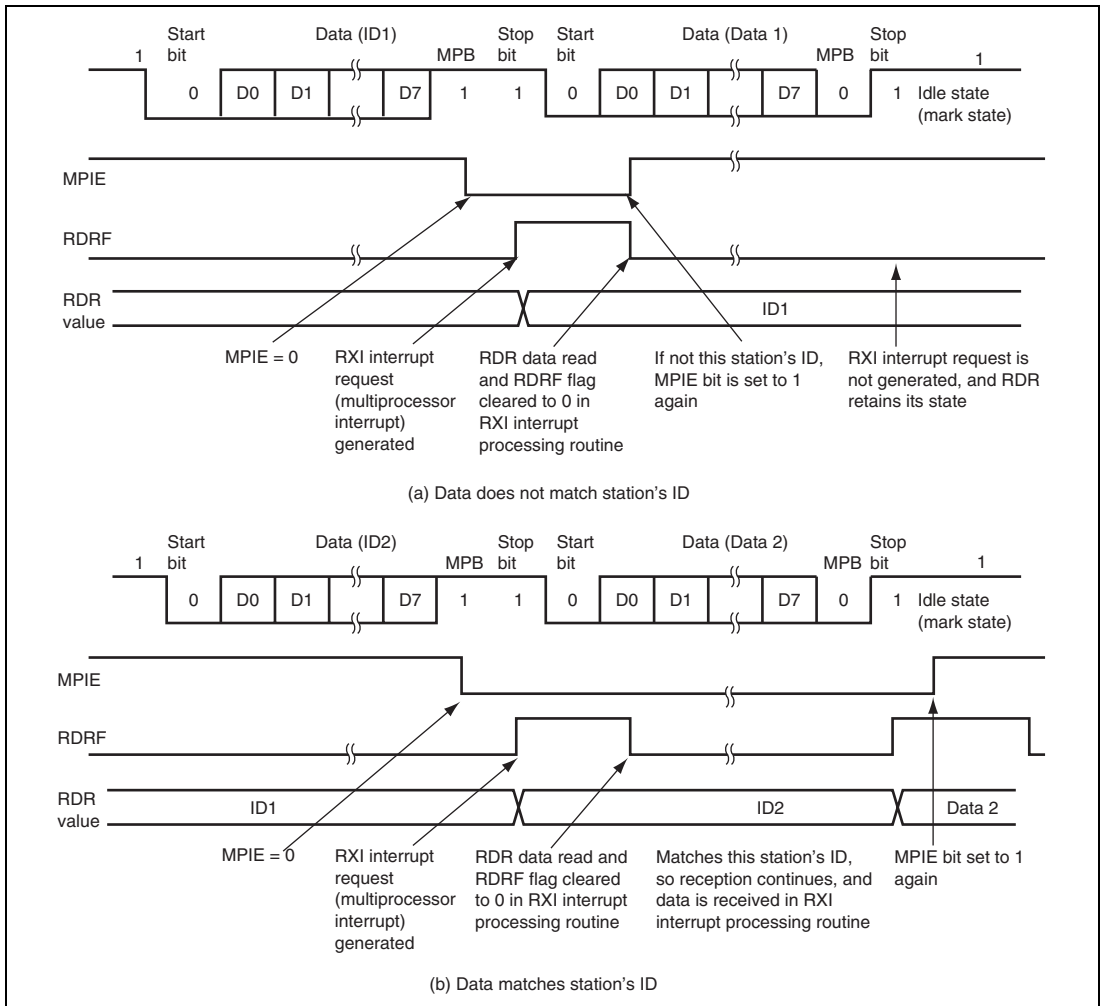 Start bit Data (ID1) MPB Stop bit Start bit Data (Data 1) MPB Stop bit
1 1
0 D0 D1 D7 1 1 0 D0 D1 D7 0 1 Idle state (mark state)
MPIE
RDRF
RDR value
ID1
MPIE = 0
RXI interrupt
request
(multiprocessor
interrupt)
generated
RDR data read
and RDRF flag
cleared to 0 in
RXI interrupt
processing routine
If not this station's ID,
MPIE bit is set to 1
again
RXI interrupt request is
not generated, and RDR
retains its state
(a) Data does not match station's ID
Start bit Data (ID2) MPB Stop bit Start bit Data (Data 2) MPB Stop bit
1 1
0 D0 D1 D7 1 1 0 D0 D1 D7 0 1 Idle state (mark state)
MPIE
RDRF
RDR value
ID1 ID2 Data 2
MPIE = 0
RXI interrupt
request
(multiprocessor
interrupt)
generated
RDR data read and
RDRF flag cleared
to 0 in RXI interrupt
processing routine
Matches this station's ID,
so reception continues, and
data is received in RXI
interrupt processing routine
MPIE bit set to 1
again
(b) Data matches station's ID